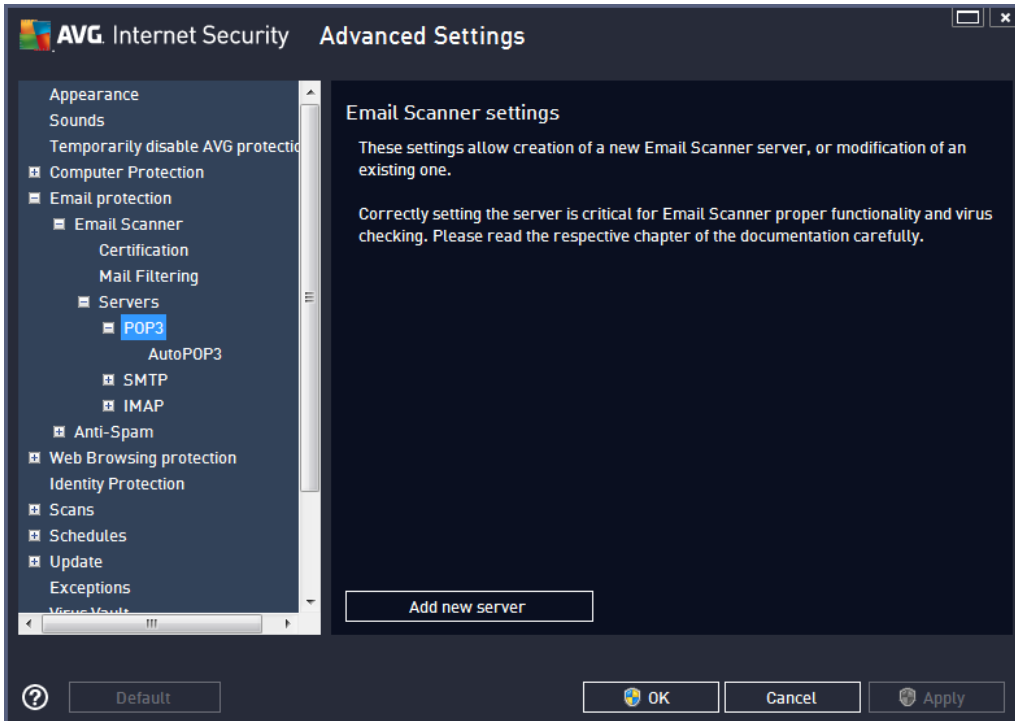 AVG. Internet Security Advanced Settings
Appearance
Sounds
Temporarily disable AVG protectio
Computer Protection
Email protection
Email Scanner
Certification
Mail Filtering
Servers
POP3
AutoPOP3
SMTP
IMAP
Anti-Spam
Web Browsing protection
Identity Protection
Scans
Schedules
Update
Exceptions
Virus Vault
Email Scanner settings
These settings allow creation of a new Email Scanner server, or modification of an
existing one.
Correctly setting the server is critical for Email Scanner proper functionality and virus
checking. Please read the respective chapter of the documentation carefully.
Add new server
Default
OK
Cancel
Apply